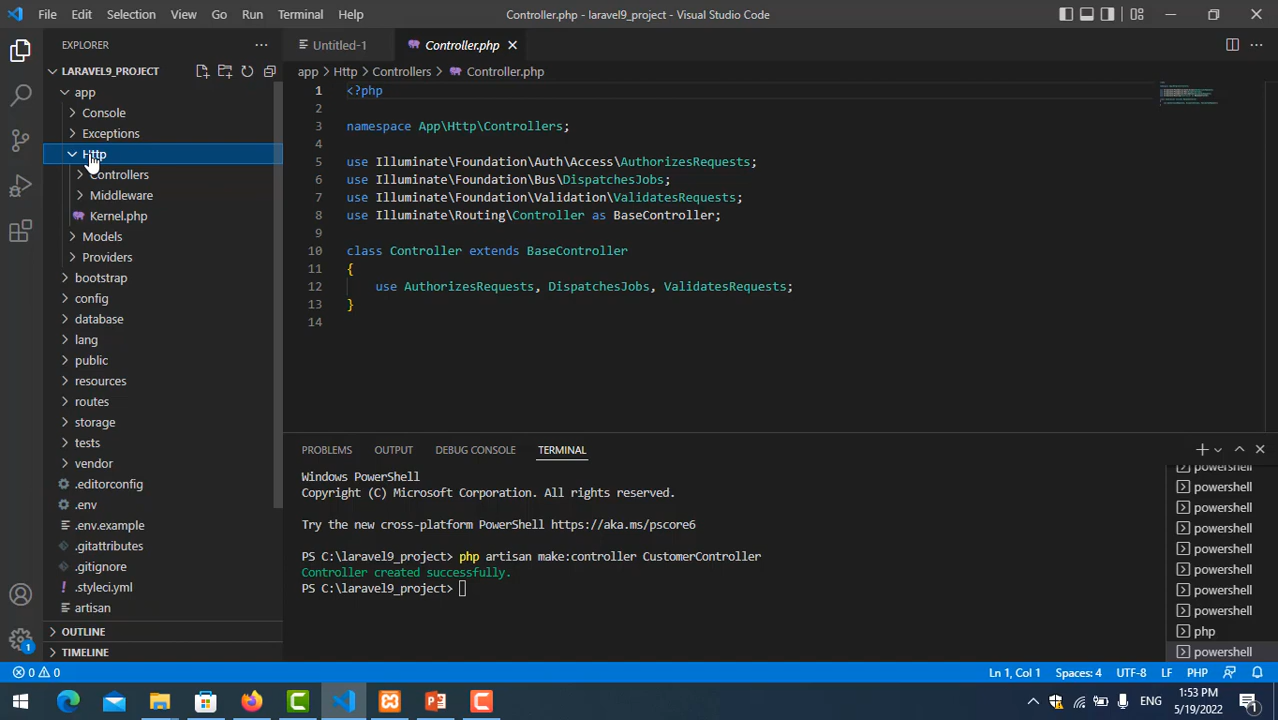 File Edit Selection View Go Run Terminal Help Controller.php - laravel9_project - Visual Studio Code
EXPLORER
Untitled-1 Controller.php
LARAVEL9_PROJECT
app > Http > Controllers > Controller.php
app
Console
Exceptions
Http
Controllers
Middleware
Kernel.php
Models
Providers
bootstrap
config
database
lang
public
resources
routes
storage
tests
vendor
.editorconfig
.env
.env.example
.gitattributes
.gitignore
.styleci.yml
artisan
OUTLINE
TIMELINE
1 <?php
2
3 namespace App\Http\Controllers;
4
5 use Illuminate\Foundation\Auth\Access\AuthorizesRequests;
6 use Illuminate\Foundation\Bus\DispatchesJobs;
7 use Illuminate\Foundation\Validation\ValidatesRequests;
8 use Illuminate\Routing\Controller as BaseController;
9
10 class Controller extends BaseController
11 {
12 use AuthorizesRequests, DispatchesJobs, ValidatesRequests;
13 }
14
PROBLEMS OUTPUT DEBUG CONSOLE TERMINAL
Windows PowerShell
Copyright (C) Microsoft Corporation. All rights reserved.
Try the new cross-platform PowerShell https://aka.ms/pscore6
PS C:\laravel9_project> php artisan make:controller CustomerController
Controller created successfully.
PS C:\laravel9_project>
powershell
powershell
powershell
powershell
powershell
powershell
powershell
powershell
php
powershell
1
0 0 Ln 1, Col 1 Spaces: 4 UTF-8 LF PHP
ENG 1:53 PM
5/19/2022 1